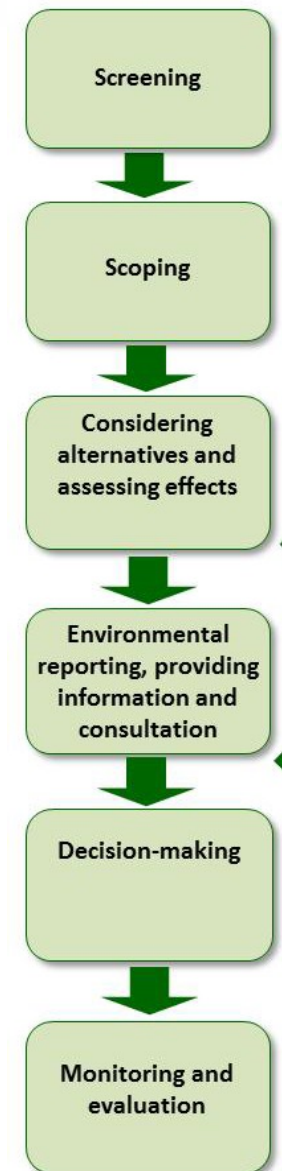 Screening
Scoping
Considering
alternatives and
assessing effects
Environmental
reporting, providing
information and
consultation
Decision-making
Monitoring and
evaluation